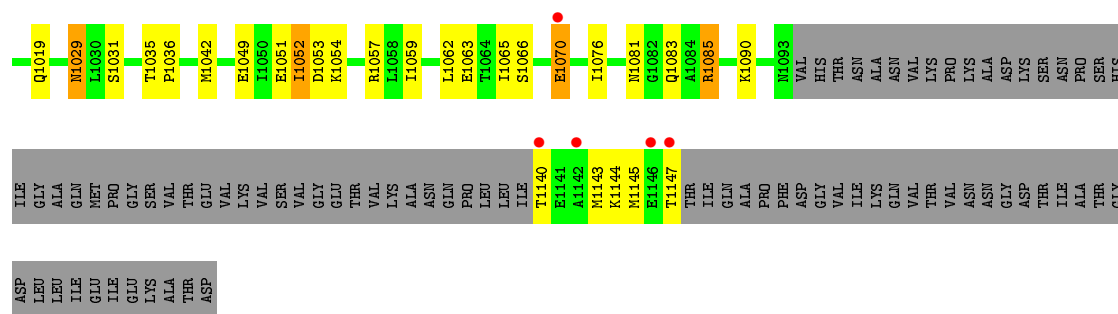 Q1019 N1029 L1030 S1031 T1035 P1036 M1042 E1049 I1050 E1051 I1052 D1053 K1054 R1057 L1058 I1059 L1062 E1063 T1064 I1065 S1066 E1070 I1076 N1081 G1082 Q1083 A1084 R1085 K1090 N1093 VAL HIS THR ASN ALA ASN VAL LYS PRO LYS ALA ASP LYS SER ASN PRO SER HIS
ILE GLY ALA GLN MET PRO GLY SER VAL THR GLU VAL LYS VAL SER VAL GLY GLU THR VAL LYS ALA ASN GLN PRO LEU LEU ILE T1140 E1141 A1142 M1143 K1144 M1145 E1146 T1147 THR ILE GLN ALA PRO PHE ASP GLY VAL ILE LYS GLN VAL THR VAL ASN ASN GLY ASP THR ILE ALA THR GLY
ASP LEU LEU ILE GLU ILE GLU LYS ALA THR ASP